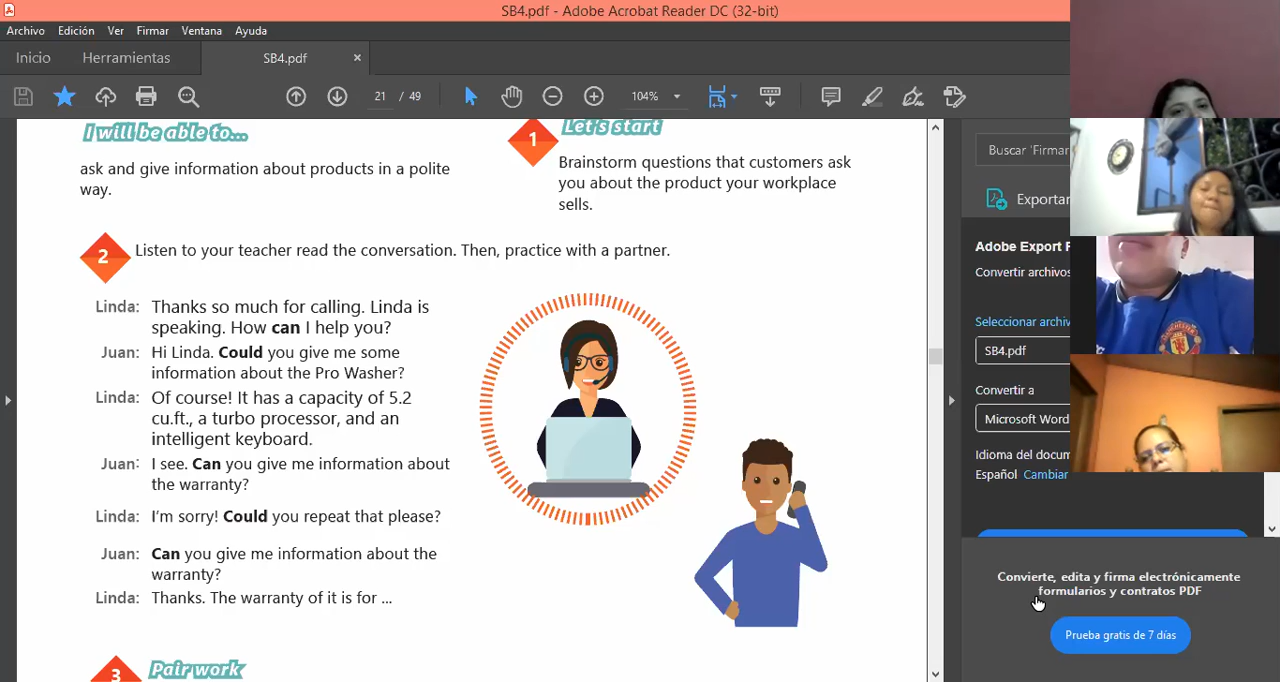 SB4.pdf - Adobe Acrobat Reader DC (32-bit)
Archivo Edición Ver Firmar Ventana Ayuda
Inicio Herramientas SB4.pdf ×
21 / 49 104%
I will be able to...
ask and give information about products in a polite
way.
1 Let's start
Brainstorm questions that customers ask
you about the product your workplace
sells.
2 Listen to your teacher read the conversation. Then, practice with a partner.
Linda: Thanks so much for calling. Linda is
speaking. How can I help you?
Juan: Hi Linda. Could you give me some
information about the Pro Washer?
Linda: Of course! It has a capacity of 5.2
cu.ft., a turbo processor, and an
intelligent keyboard.
Juan: I see. Can you give me information about
the warranty?
Linda: I'm sorry! Could you repeat that please?
Juan: Can you give me information about the
warranty?
Linda: Thanks. The warranty of it is for ...
3 Pair work
Buscar 'Firmar
Exportar
Adobe Export
Convertir archivos
Seleccionar archiv
SB4.pdf
Convertir a
Microsoft Word
Idioma del docum
Español Cambiar
Convierte, edita y firma electrónicamente
formularios y contratos PDF
Prueba gratis de 7 días
MANCHESTER